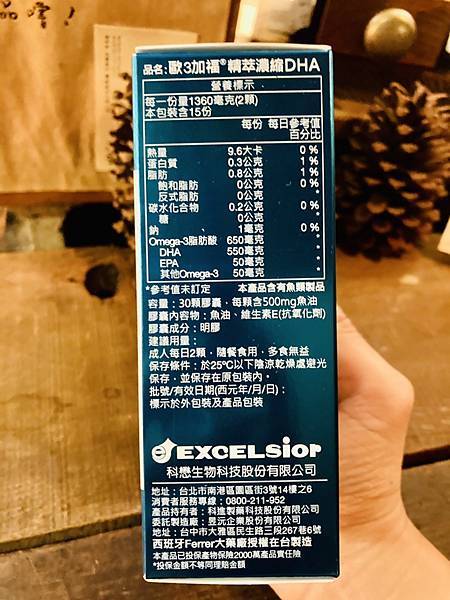 品嚐!
品名:歐3加福®精萃濃縮DHA
營養標示
每一份量1360毫克(2顆)
本包裝含15份
每份 每日參考值
百分比
熱量 9.6大卡 0%
蛋白質 0.3公克 1%
脂肪 0.8公克 1%
飽和脂肪 0公克 0%
反式脂肪 0公克 *
碳水化合物 0.2公克 0%
糖 0公克 *
鈉 1毫克 0%
Omega-3脂肪酸 650毫克 *
DHA 550毫克 *
EPA 50毫克 *
其他Omega-3 50毫克 *
*參考值未訂定 本產品含有魚類製品
容量:30顆膠囊,每顆含500mg魚油
膠囊內容物:魚油、維生素E(抗氧化劑)
膠囊成分:明膠
建議用量:
成人每日2顆,隨餐食用,多食無益
保存條件:於25℃以下陰涼乾燥處避光
保存,並保存在原包裝內。
批號/有效日期(西元年/月/日):
標示於外包裝及產品包裝
EXCELSIOR
科懋生物科技股份有限公司
地址:台北市南港區園區街3號14樓之6
消費者服務專線:0800-211-952
產品持有者:科進製藥科技股份有限公司
委託製造廠:昱沅企業股份有限公司
地址:台中市大雅區民生路三段267巷6號
西班牙Ferrer大藥廠授權在台製造
本產品已投保產物保險2000萬產品責任險
*投保金額不等同理賠金額